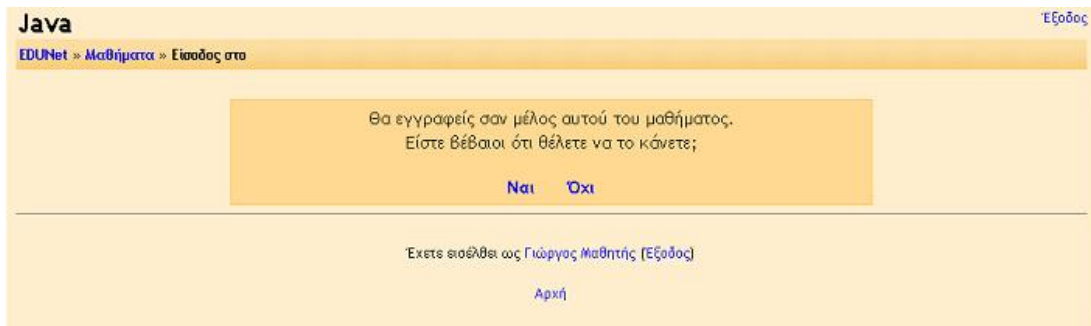 Java
Έξοδος
EDUNet » Μαθήματα » Είσοδος στο
Θα εγγραφείς σαν μέλος αυτού του μαθήματος.
Είστε βέβαιοι ότι θέλετε να το κάνετε;
Ναι Όχι
Έχετε εισέλθει ως Γιώργος Μαθητής (Έξοδος)
Αρχή